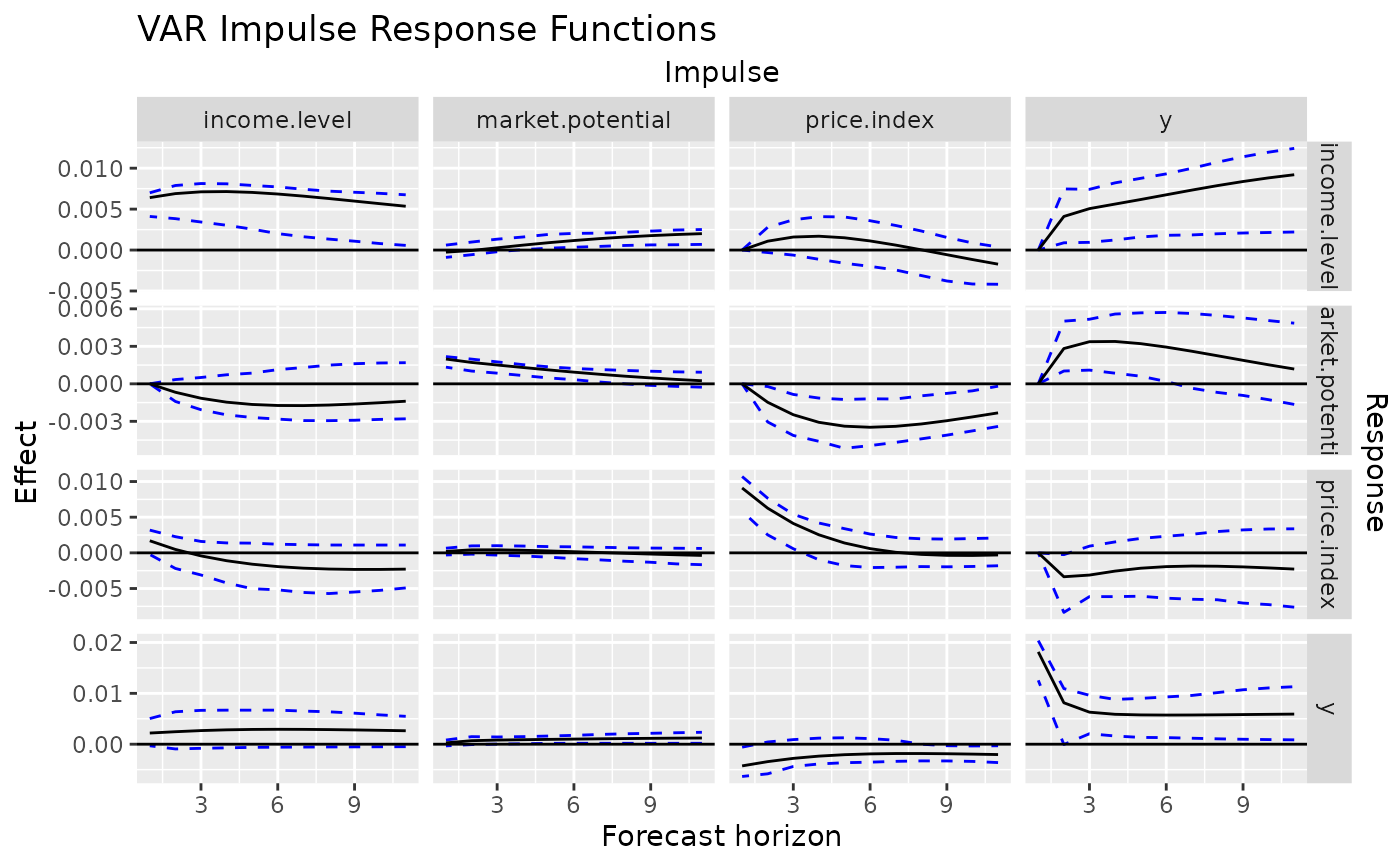 VAR Impulse Response Functions
Impulse
income.level market.potential price.index y
0.010
0.005
0.000
-0.005
income.level
0.006
0.003
0.000
-0.003
arket.potenti
0.010
0.005
0.000
-0.005
price.index
0.02
0.01
0.00
y
Effect
Response
3 6 9 3 6 9 3 6 9 3 6 9
Forecast horizon